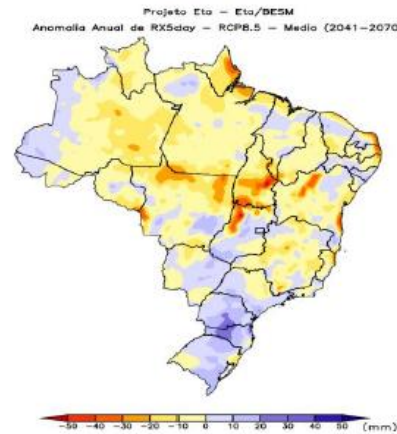 Projeto Eta – Eta/BESM
Anomalia Anual de RX5day – RCP8.5 – Medio (2041–2070
-50 -40 -30 -20 -10 0 10 20 30 40 50 (mm)